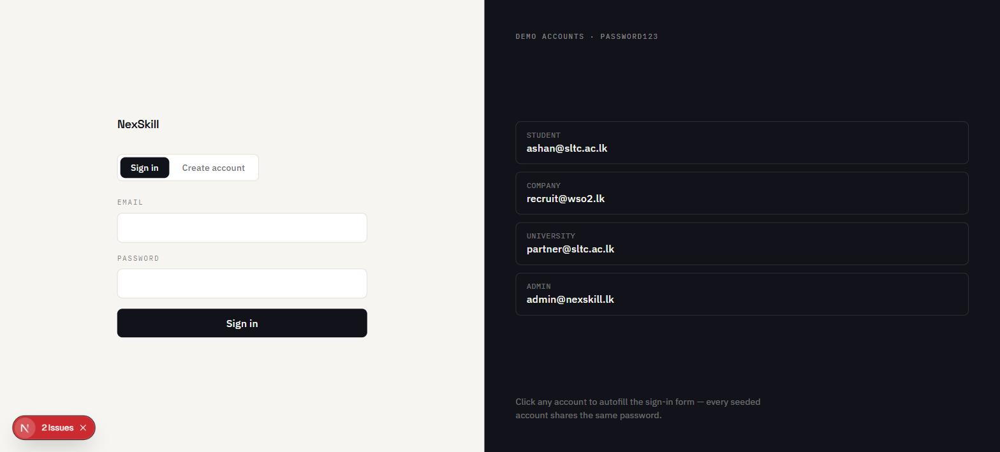 NexSkill
Sign in
Create account
EMAIL
PASSWORD
Sign in
2 Issues
DEMO ACCOUNTS · PASSWORD123
STUDENT
ashan@sltc.ac.lk
COMPANY
recruit@wso2.lk
UNIVERSITY
partner@sltc.ac.lk
ADMIN
admin@nexskill.lk
Click any account to autofill the sign-in form — every seeded
account shares the same password.